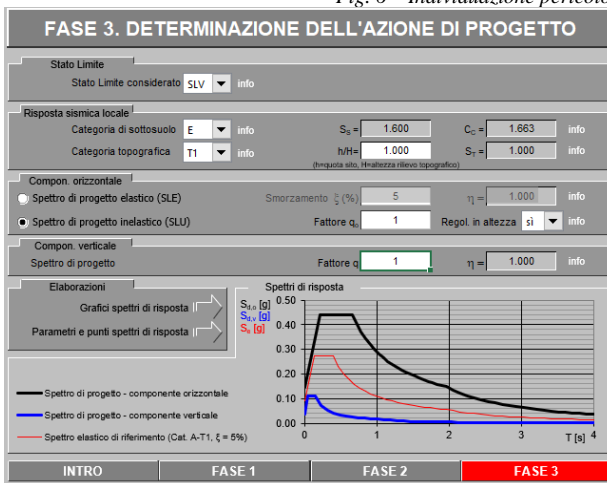 Fig. 6 – Individuazione pericolo
FASE 3. DETERMINAZIONE DELL'AZIONE DI PROGETTO
Stato Limite
Stato Limite considerato SLV info
Risposta sismica locale
Categoria di sottosuolo E info SS = 1.600 CC = 1.663 info
Categoria topografica T1 info h/H= 1.000 ST = 1.000 info
(h=quota sito, H=altezza rilievo topografico)
Compon. orizzontale
Spettro di progetto elastico (SLE) Smorzamento ξ (%) 5 η = 1.000 info
Spettro di progetto inelastico (SLU) Fattore qo 1 Regol. in altezza sì info
Compon. verticale
Spettro di progetto Fattore q 1 η = 1.000 info
Elaborazioni
Grafici spettri di risposta
Parametri e punti spettri di risposta
Spettri di risposta
Sd,o [g]
Sd,v [g]
Se [g]
0.50
0.40
0.30
0.20
0.10
0.00
0 1 2 3 T [s] 4
Spettro di progetto - componente orizzontale
Spettro di progetto - componente verticale
Spettro elastico di riferimento (Cat. A-T1, ξ = 5%)
INTRO FASE 1 FASE 2 FASE 3